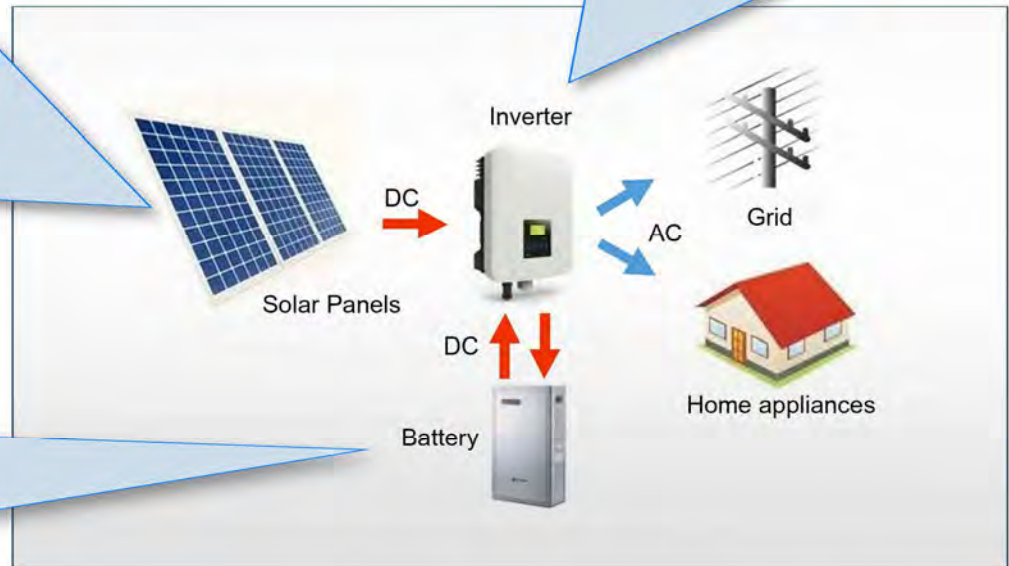 Inverter
DC
AC
Grid
Solar Panels
DC
Home appliances
Battery